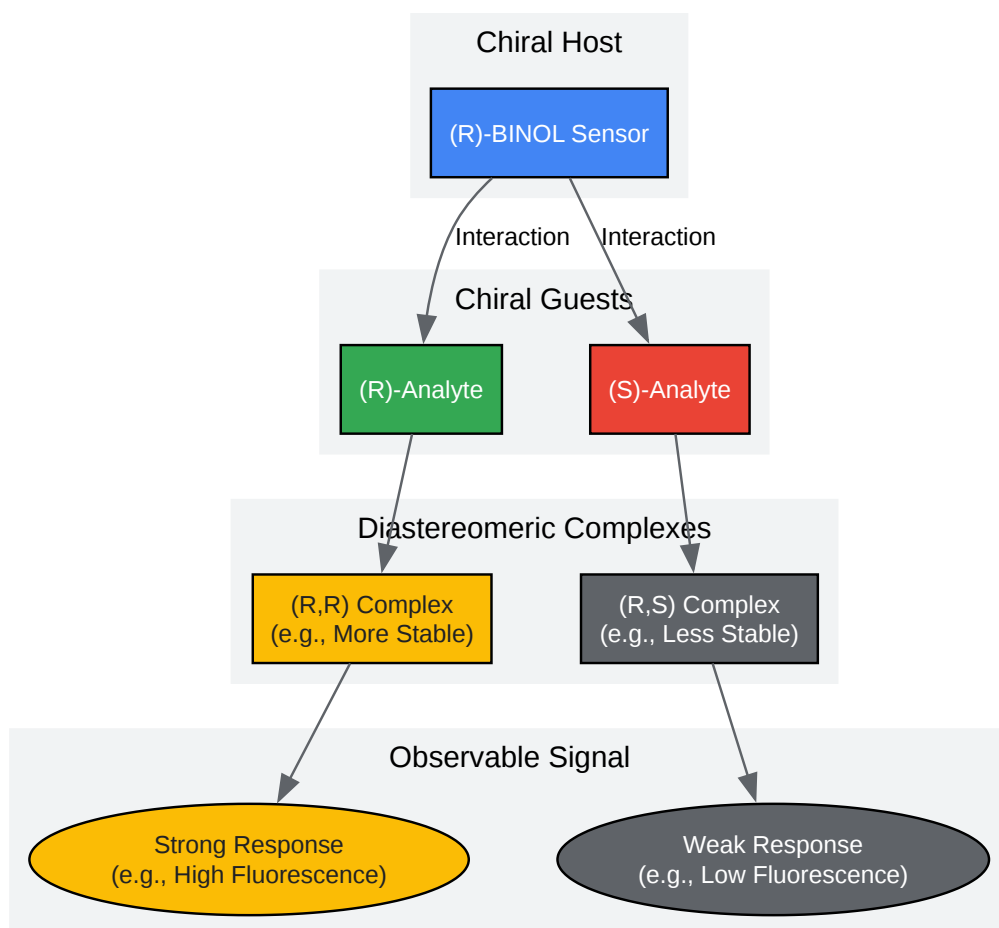 Chiral Host
(R)-BINOL Sensor
Interaction
Interaction
Chiral Guests
(R)-Analyte
(S)-Analyte
Diastereomeric Complexes
(R,R) Complex
(e.g., More Stable)
(R,S) Complex
(e.g., Less Stable)
Observable Signal
Strong Response
(e.g., High Fluorescence)
Weak Response
(e.g., Low Fluorescence)